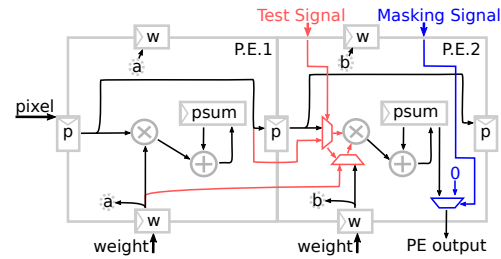 Test Signal Masking Signal
w P.E.1 w P.E.2
a b
pixel
psum psum
p p p
0
a b
w w
weight weight PE output